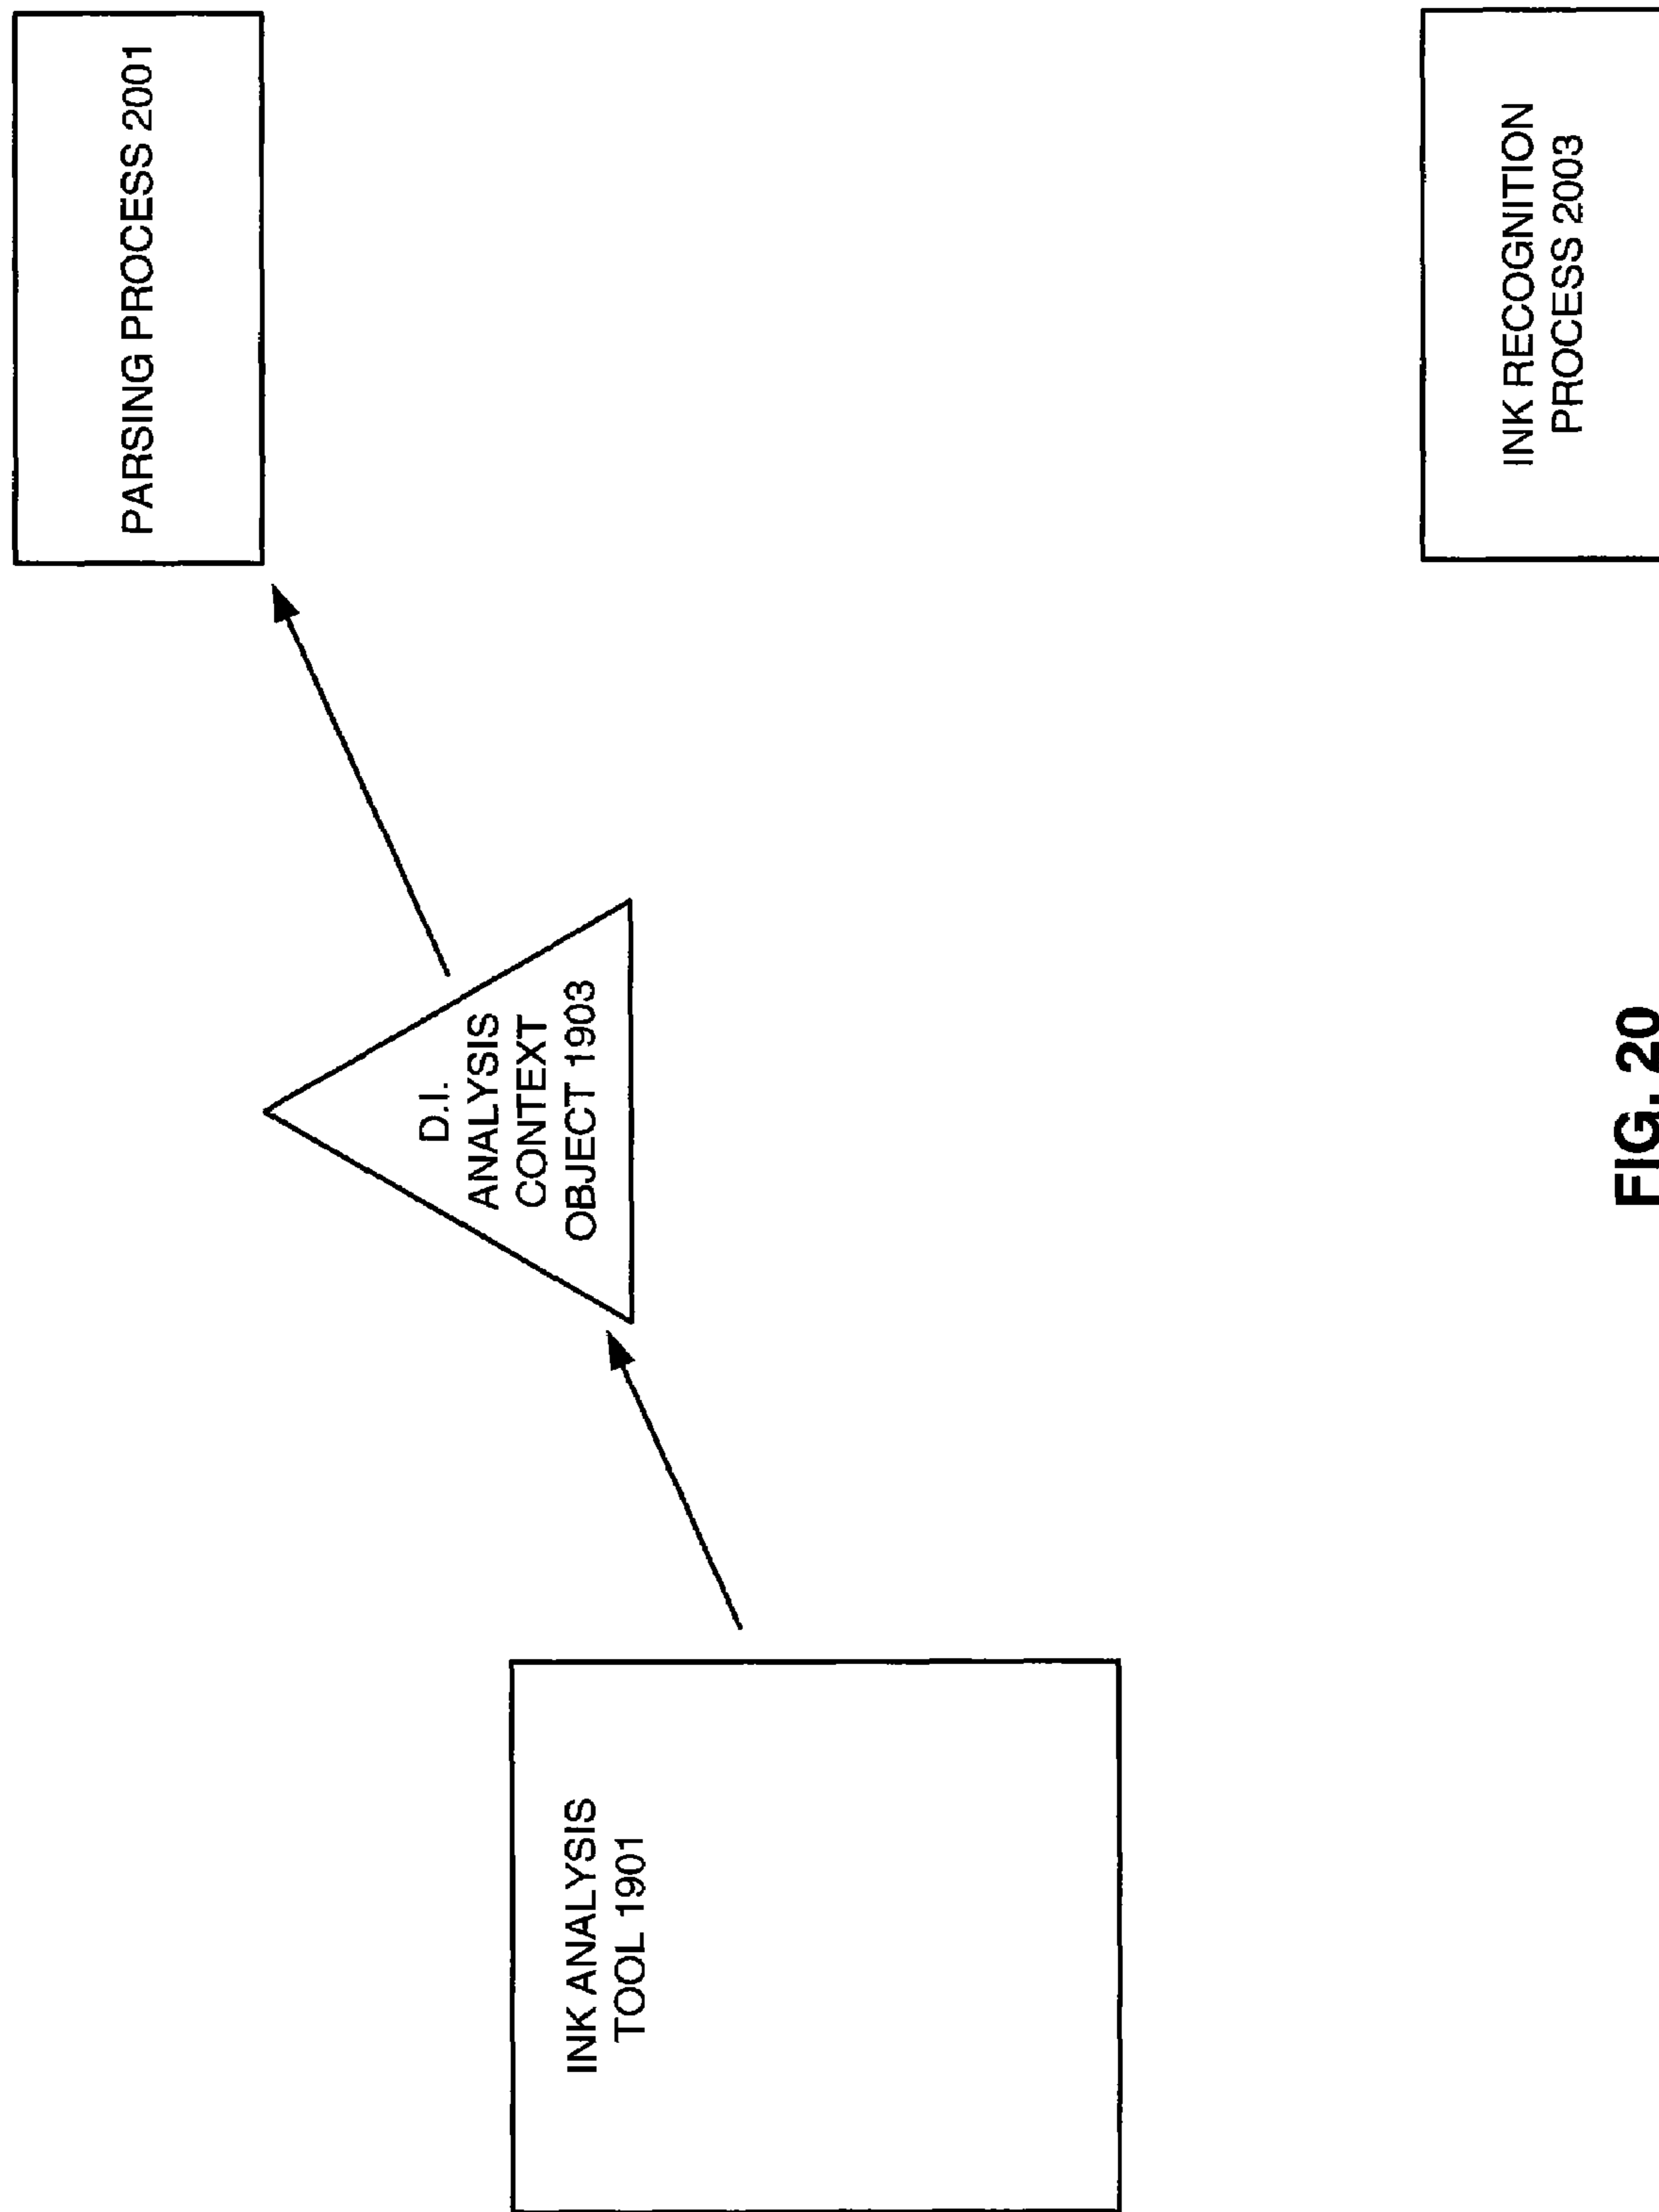 PARSING PROCESS 2001
D.I.
ANALYSIS
CONTEXT
OBJECT 1903
INK ANALYSIS
TOOL 1901
INK RECOGNITION
PROCESS 2003
FIG. 20